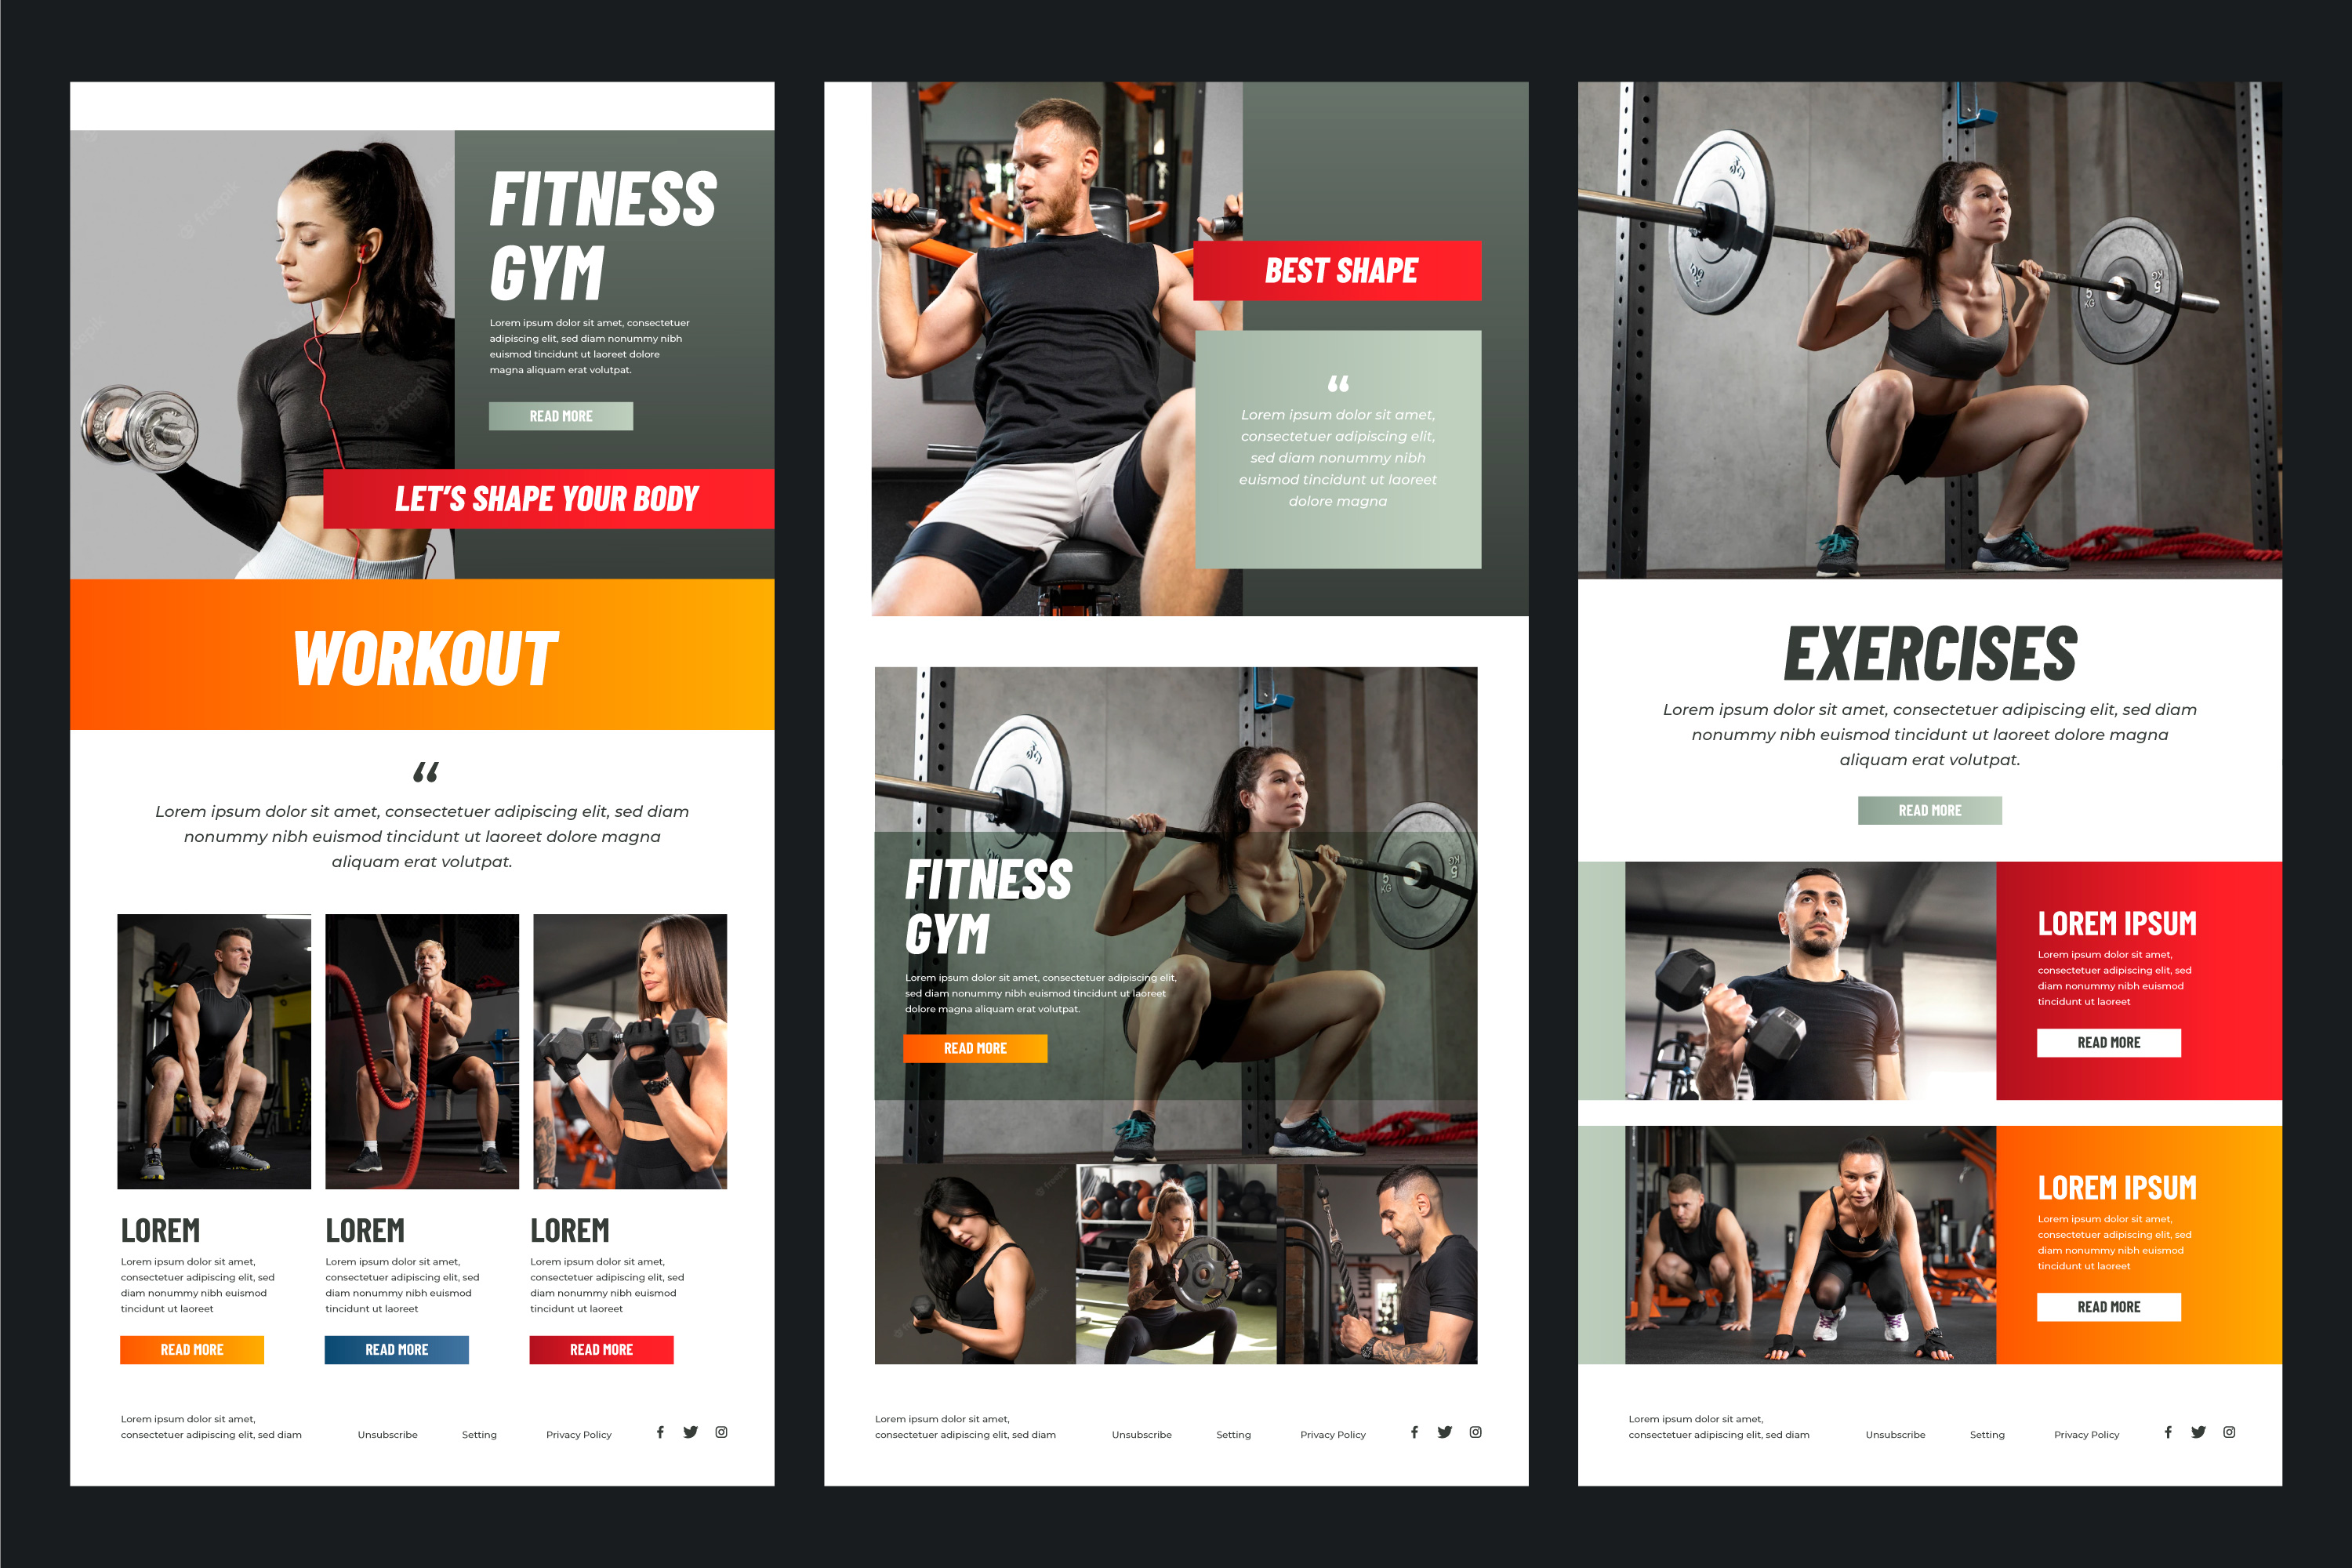 FITNESS
GYM
Lorem ipsum dolor sit amet, consectetuer
adipiscing elit, sed diam nonummy nibh
euismod tincidunt ut laoreet dolore
magna aliquam erat volutpat.
READ MORE
LET'S SHAPE YOUR BODY
WORKOUT
“
Lorem ipsum dolor sit amet, consectetuer adipiscing elit, sed diam
nonummy nibh euismod tincidunt ut laoreet dolore magna
aliquam erat volutpat.
LOREM
Lorem ipsum dolor sit amet,
consectetuer adipiscing elit, sed
diam nonummy nibh euismod
tincidunt ut laoreet
READ MORE
LOREM
Lorem ipsum dolor sit amet,
consectetuer adipiscing elit, sed
diam nonummy nibh euismod
tincidunt ut laoreet
READ MORE
LOREM
Lorem ipsum dolor sit amet,
consectetuer adipiscing elit, sed
diam nonummy nibh euismod
tincidunt ut laoreet
READ MORE
Lorem ipsum dolor sit amet,
consectetuer adipiscing elit, sed diam
Unsubscribe
Setting
Privacy Policy
BEST SHAPE
“
Lorem ipsum dolor sit amet,
consectetuer adipiscing elit,
sed diam nonummy nibh
euismod tincidunt ut laoreet
dolore magna
FITNESS
GYM
Lorem ipsum dolor sit amet, consectetuer adipiscing elit,
sed diam nonummy nibh euismod tincidunt ut laoreet
dolore magna aliquam erat volutpat.
READ MORE
5
KG
Lorem ipsum dolor sit amet,
consectetuer adipiscing elit, sed diam
Unsubscribe
Setting
Privacy Policy
5
KG
EXERCISES
Lorem ipsum dolor sit amet, consectetuer adipiscing elit, sed diam
nonummy nibh euismod tincidunt ut laoreet dolore magna
aliquam erat volutpat.
READ MORE
LOREM IPSUM
Lorem ipsum dolor sit amet,
consectetuer adipiscing elit, sed
diam nonummy nibh euismod
tincidunt ut laoreet
READ MORE
LOREM IPSUM
Lorem ipsum dolor sit amet,
consectetuer adipiscing elit, sed
diam nonummy nibh euismod
tincidunt ut laoreet
READ MORE
Lorem ipsum dolor sit amet,
consectetuer adipiscing elit, sed diam
Unsubscribe
Setting
Privacy Policy